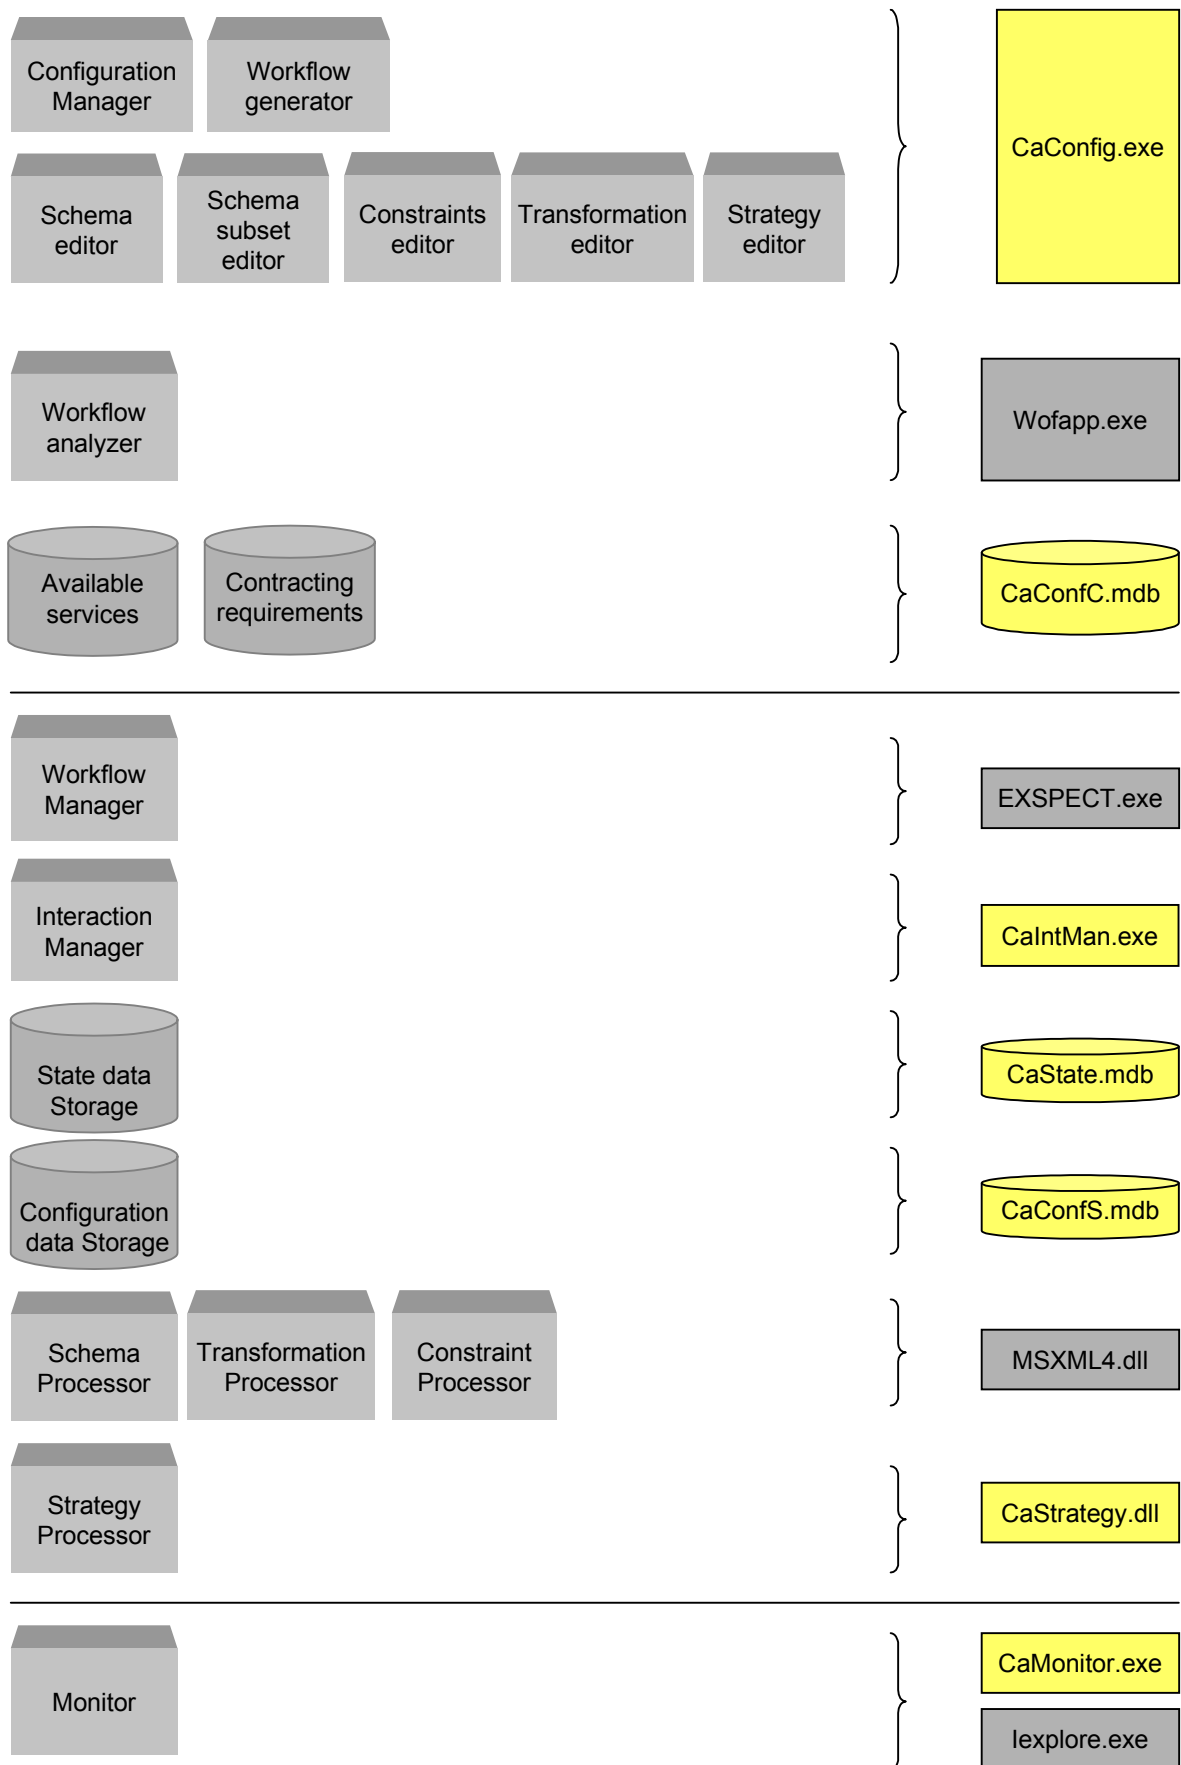 Configuration
Manager
Workflow
generator
CaConfig.exe
Schema
editor
Schema
subset
editor
Constraints
editor
Transformation
editor
Strategy
editor
Workflow
analyzer
Wofapp.exe
Available
services
Contracting
requirements
CaConfC.mdb
Workflow
Manager
EXSPECT.exe
Interaction
Manager
CaIntMan.exe
State data
Storage
CaState.mdb
Configuration
data Storage
CaConfS.mdb
Schema
Processor
Transformation
Processor
Constraint
Processor
MSXML4.dll
Strategy
Processor
CaStrategy.dll
Monitor
CaMonitor.exe
Iexplore.exe